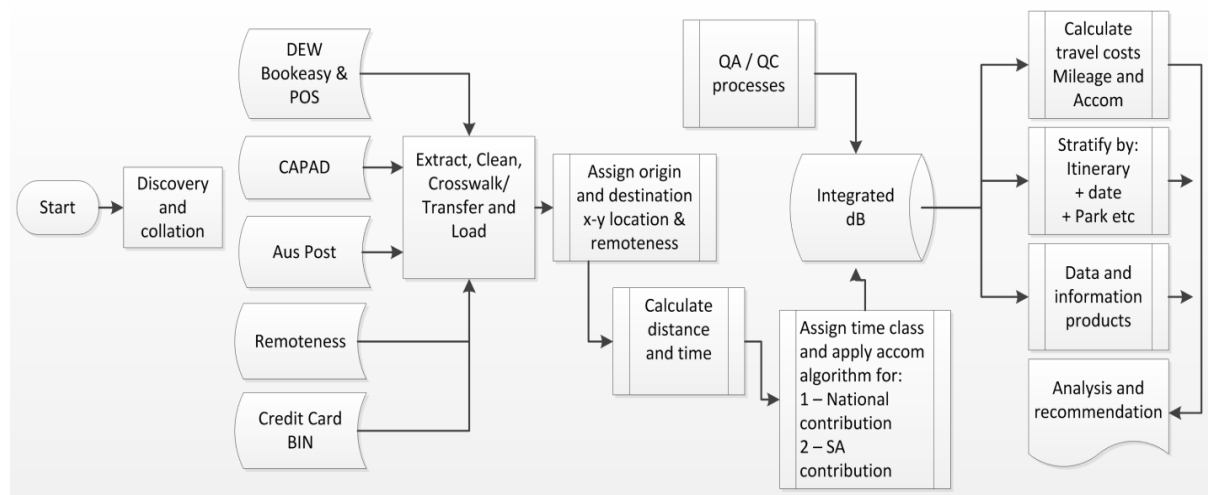 Start
Discovery
and
collation
DEW
Bookeasy &
POS
CAPAD
Aus Post
Remoteness
Credit Card
BIN
Extract, Clean,
Crosswalk/
Transfer and
Load
Assign origin
and destination
x-y location &
remoteness
Calculate
distance
and time
Assign time class
and apply accom
algorithm for:
1 – National
contribution
2 – SA
contribution
QA / QC
processes
Integrated
dB
Calculate
travel costs
Mileage and
Accom
Stratify by:
Itinerary
+ date
+ Park etc
Data and
information
products
Analysis and
recommendation